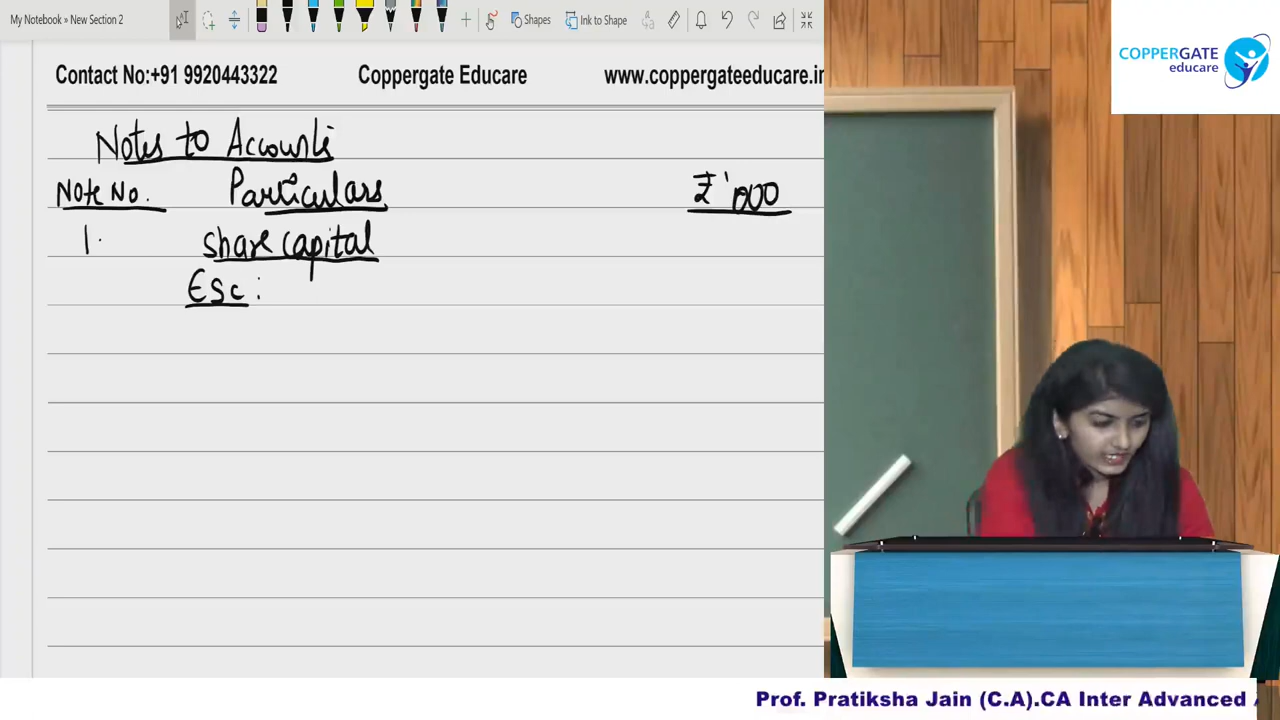 My Notebook » New Section 2
Shapes
Ink to Shape
Contact No:+91 9920443322 Coppergate Educare www.coppergateeducare.in
COPPERGATE
educare
Notes to Accounts
Note No. Particulars ₹'000
1. Share capital
ESC :
Prof. Pratiksha Jain (C.A).CA Inter Advanced